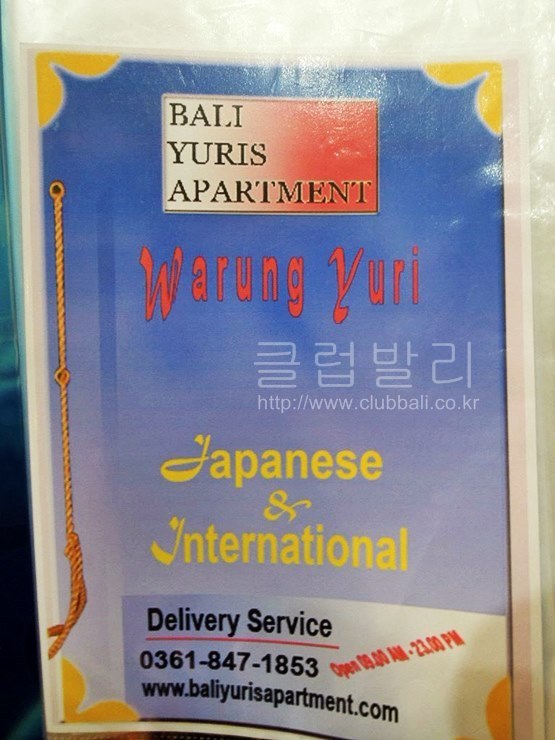 BALI
YURIS
APARTMENT
Warung Yuri
클럽발리
http://www.clubbali.co.kr
Japanese
&
International
Delivery Service
0361-847-1853
Open 09.00 AM - 23.00 PM
www.baliyurisapartment.com